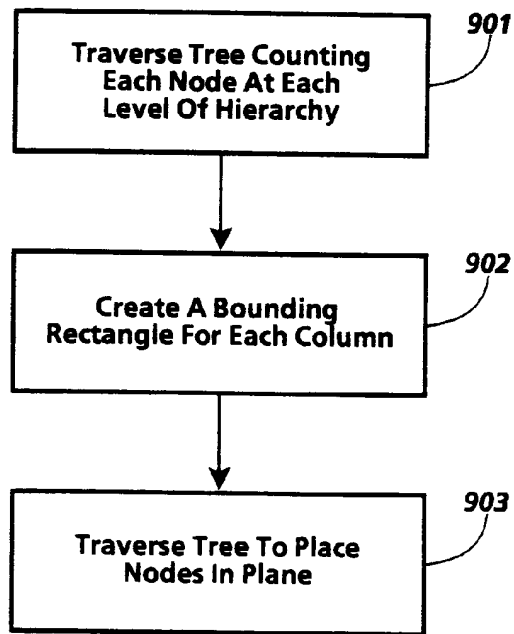 901
Traverse Tree Counting
Each Node At Each
Level Of Hierarchy
902
Create A Bounding
Rectangle For Each Column
903
Traverse Tree To Place
Nodes In Plane